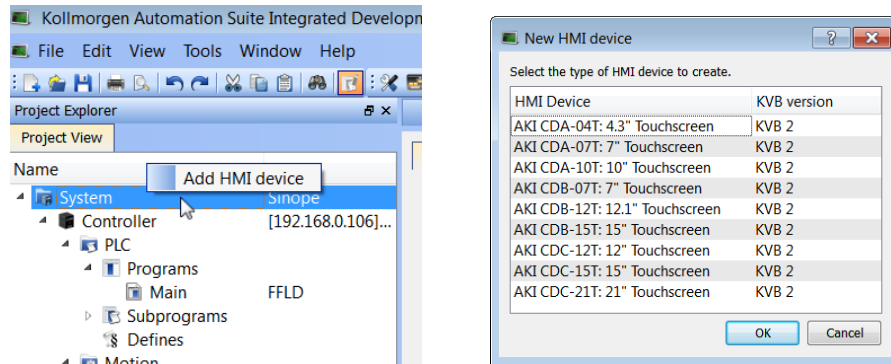 Kollmorgen Automation Suite Integrated Developn
File Edit View Tools Window Help
Project Explorer
Project View
Name
Add HMI device
System Sinope
Controller [192.168.0.106]...
PLC
Programs
Main FFLD
Subprograms
Defines
Motion
New HMI device
Select the type of HMI device to create.
HMI Device KVB version
AKI CDA-04T: 4.3" Touchscreen KVB 2
AKI CDA-07T: 7" Touchscreen KVB 2
AKI CDA-10T: 10" Touchscreen KVB 2
AKI CDB-07T: 7" Touchscreen KVB 2
AKI CDB-12T: 12.1" Touchscreen KVB 2
AKI CDB-15T: 15" Touchscreen KVB 2
AKI CDC-12T: 12" Touchscreen KVB 2
AKI CDC-15T: 15" Touchscreen KVB 2
AKI CDC-21T: 21" Touchscreen KVB 2
OK Cancel